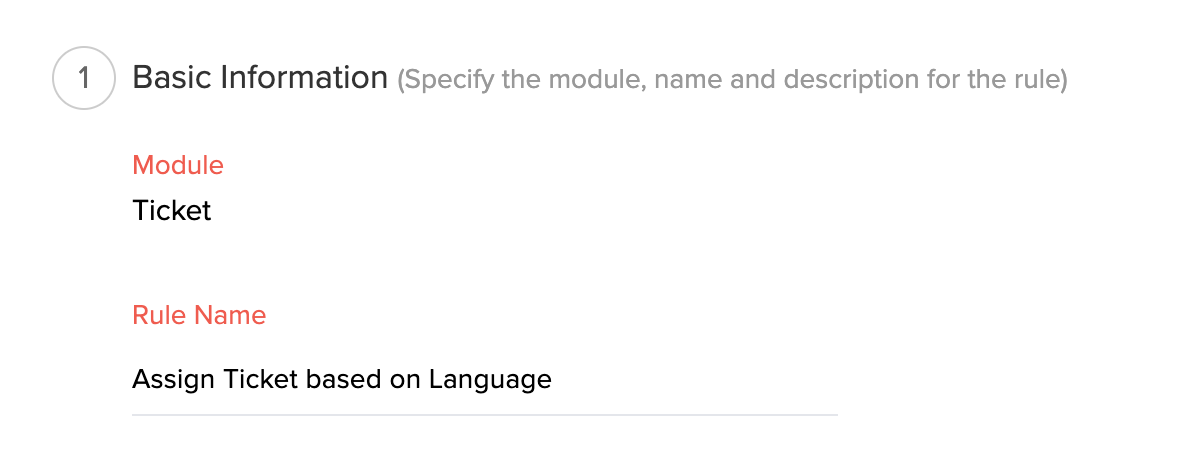 1 Basic Information (Specify the module, name and description for the rule)
Module
Ticket
Rule Name
Assign Ticket based on Language